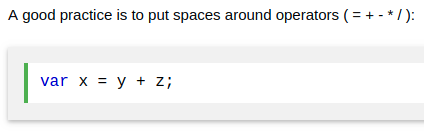 A good practice is to put spaces around operators ( = + - * / ):
var x = y + z;